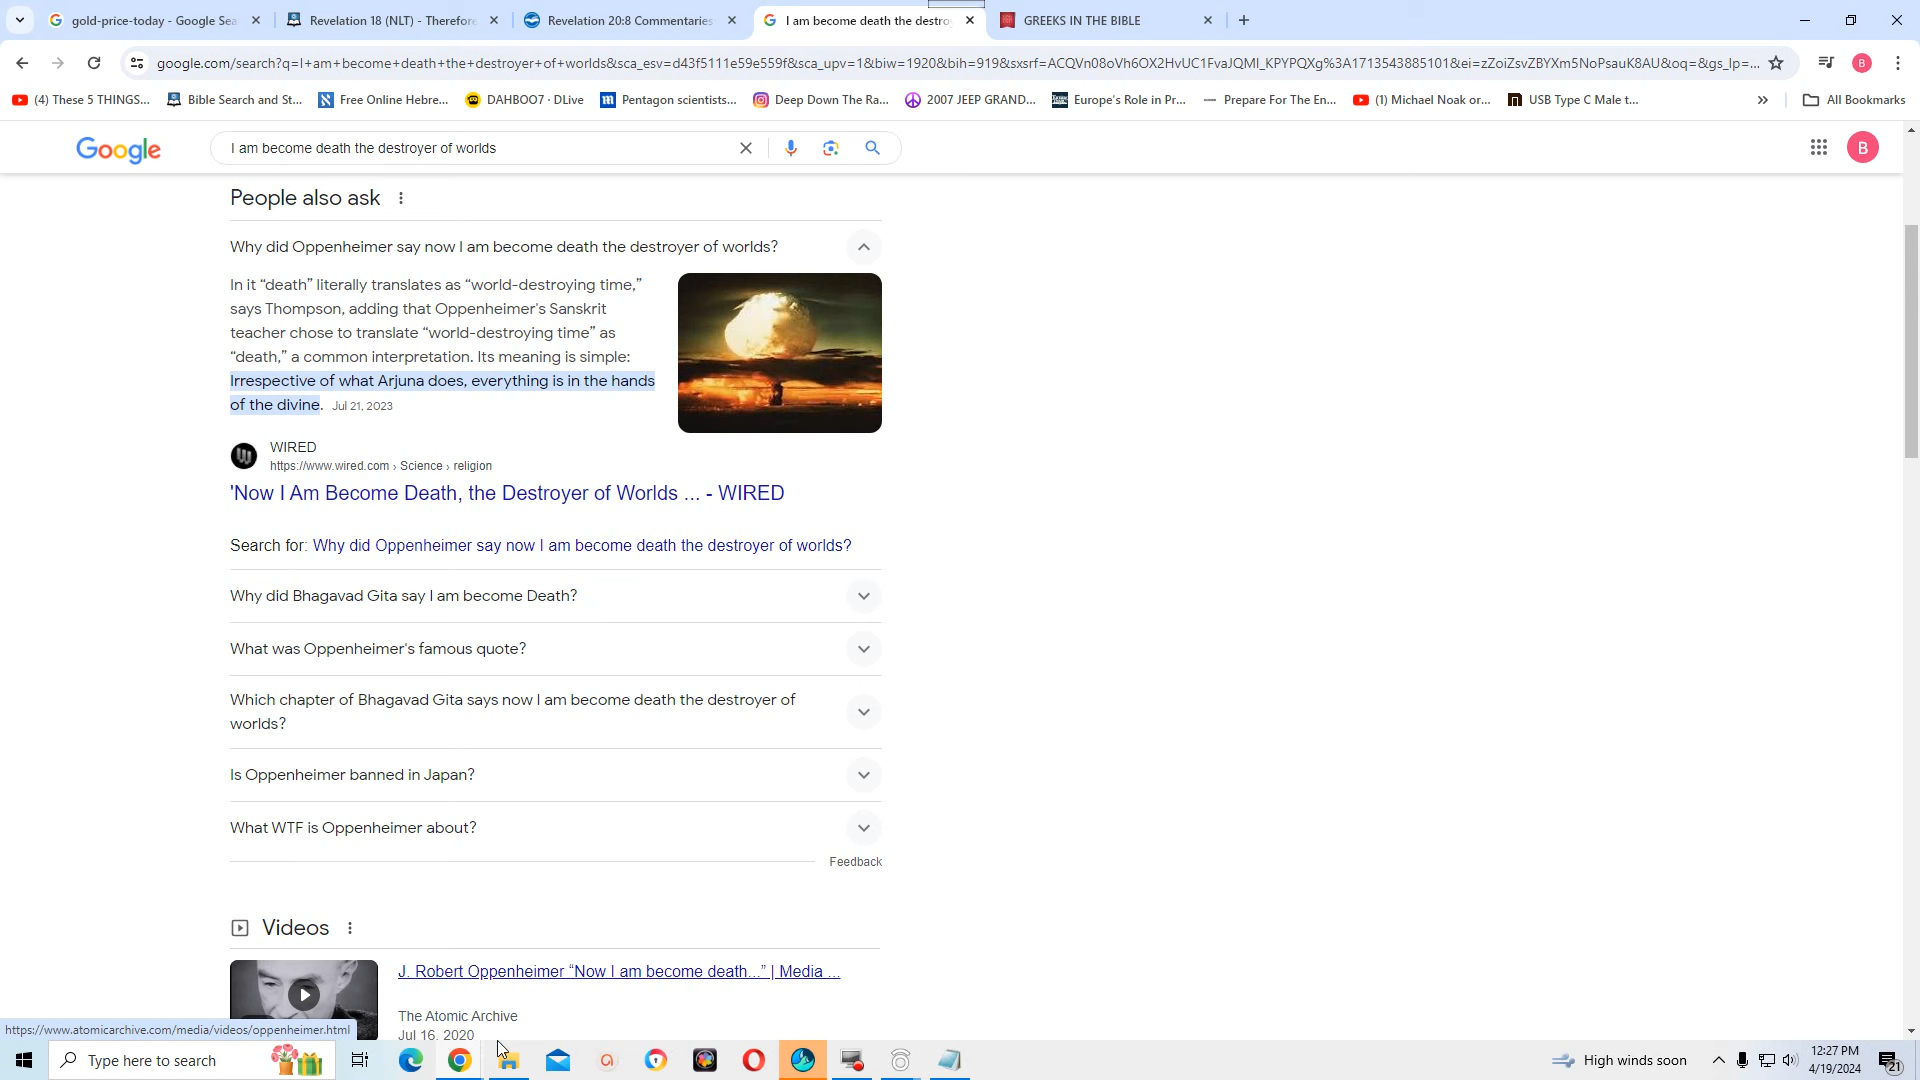 gold-price-today - Google Sea
Revelation 18 (NLT) - Therefore
Revelation 20:8 Commentaries
I am become death the destro
GREEKS IN THE BIBLE
google.com/search?q=I+am+become+death+the+destroyer+of+worlds&sca_esv=d43f5111e59e559f&sca_upv=1&biw=1920&bih=919&sxsrf=ACQVn08oVh6OX2HvUC1FvaJQMI_KPYPQXg%3A1713543885101&ei=zZoiZsvZBYXm5NoPsauK8AU&oq=&gs_lp=...
(4) These 5 THINGS...
Bible Search and St...
Free Online Hebre...
DAHBOO7 · DLive
Pentagon scientists...
Deep Down The Ra...
2007 JEEP GRAND...
Europe's Role in Pr...
Prepare For The En...
(1) Michael Noak or...
USB Type C Male t...
All Bookmarks
Google
I am become death the destroyer of worlds
B
People also ask
Why did Oppenheimer say now I am become death the destroyer of worlds?
In it “death” literally translates as “world-destroying time,”
says Thompson, adding that Oppenheimer's Sanskrit
teacher chose to translate “world-destroying time” as
“death,” a common interpretation. Its meaning is simple:
Irrespective of what Arjuna does, everything is in the hands
of the divine. Jul 21, 2023
WIRED
https://www.wired.com › Science › religion
'Now I Am Become Death, the Destroyer of Worlds ... - WIRED
Search for: Why did Oppenheimer say now I am become death the destroyer of worlds?
Why did Bhagavad Gita say I am become Death?
What was Oppenheimer's famous quote?
Which chapter of Bhagavad Gita says now I am become death the destroyer of
worlds?
Is Oppenheimer banned in Japan?
What WTF is Oppenheimer about?
Feedback
Videos
J. Robert Oppenheimer “Now I am become death...” | Media ...
The Atomic Archive
Jul 16, 2020
https://www.atomicarchive.com/media/videos/oppenheimer.html
Type here to search
High winds soon
12:27 PM
4/19/2024
21